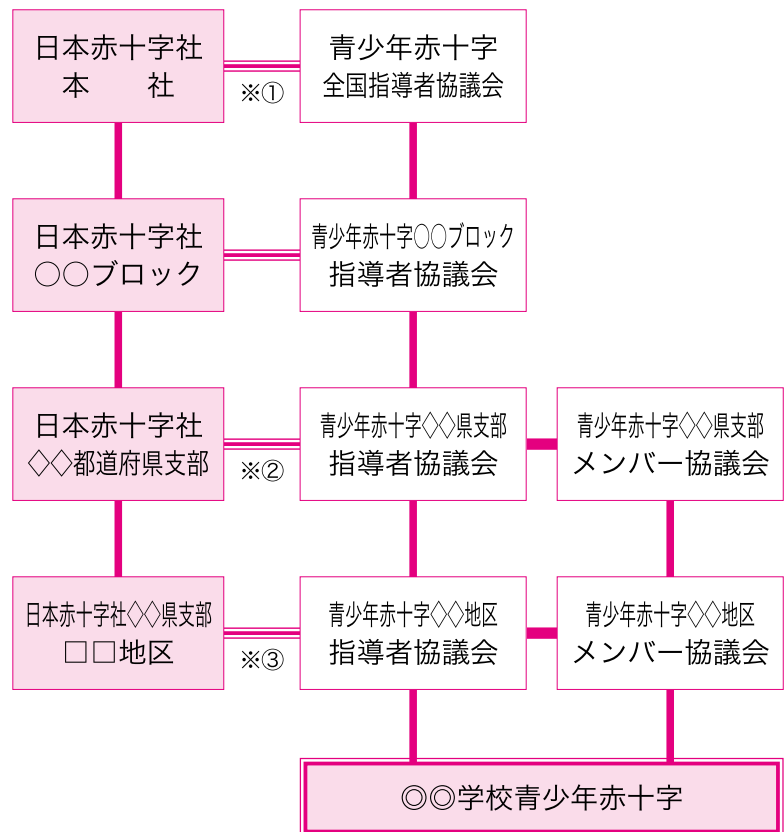 日本赤十字社
本　　社
※①
青少年赤十字
全国指導者協議会
日本赤十字社
○○ブロック
青少年赤十字○○ブロック
指導者協議会
日本赤十字社
◇◇都道府県支部
※②
青少年赤十字◇◇県支部
指導者協議会
青少年赤十字◇◇県支部
メンバー協議会
日本赤十字社◇◇県支部
□□地区
※③
青少年赤十字◇◇地区
指導者協議会
青少年赤十字◇◇地区
メンバー協議会
◎◎学校青少年赤十字